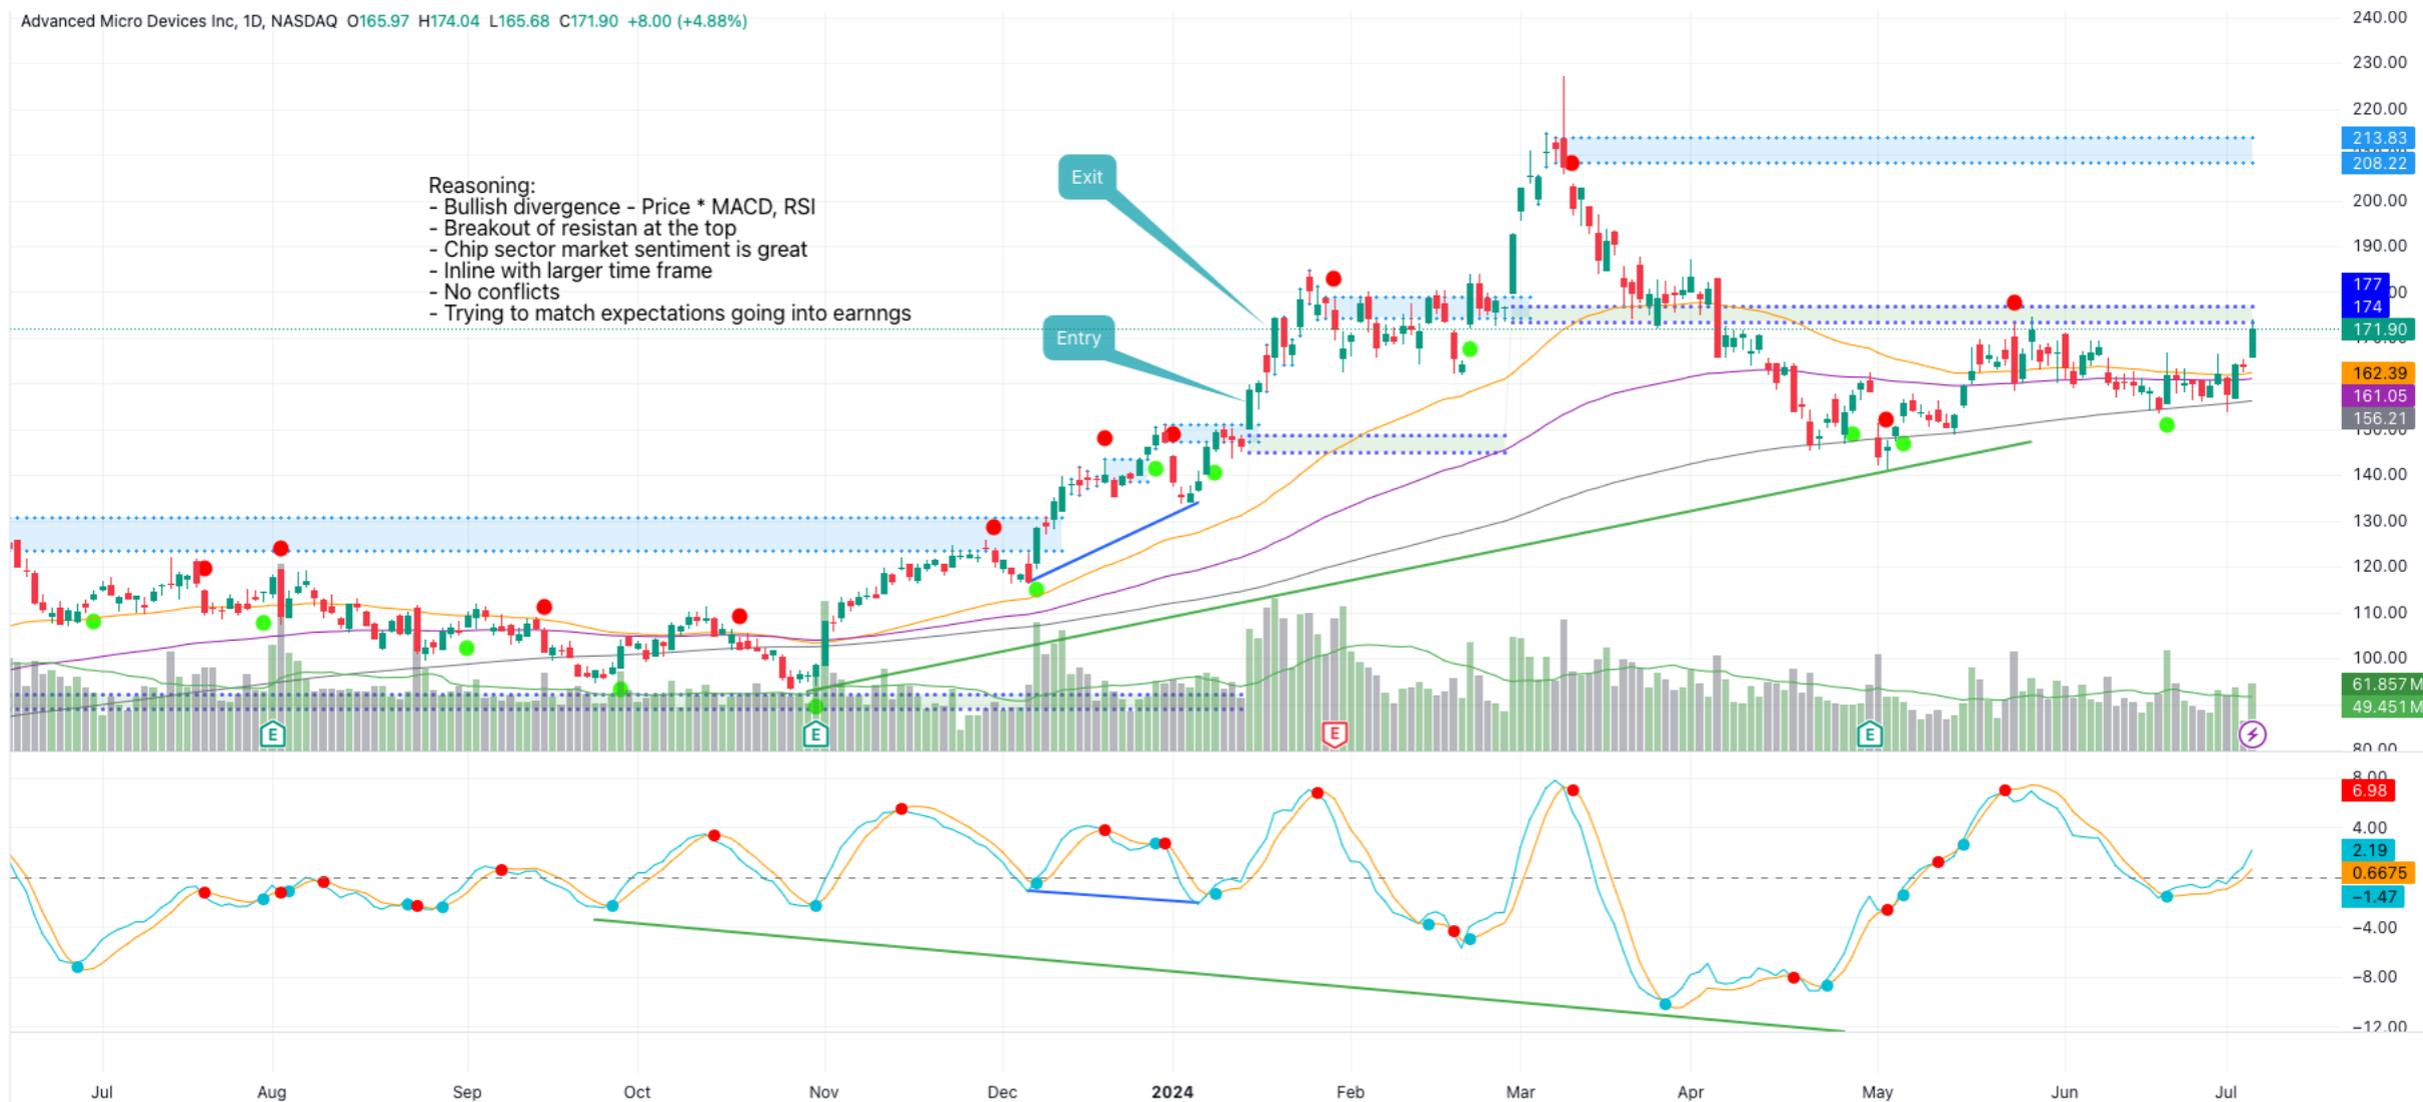 Advanced Micro Devices Inc, 1D, NASDAQ O165.97 H174.04 L165.68 C171.90 +8.00 (+4.88%)
240.00
230.00
220.00
213.83
208.22
200.00
190.00
177
174
171.90
162.39
161.05
156.21
150.00
140.00
130.00
120.00
110.00
100.00
61.857 M
49.451 M
80.00
Exit
Entry
Reasoning:
- Bullish divergence - Price * MACD, RSI
- Breakout of resistan at the top
- Chip sector market sentiment is great
- Inline with larger time frame
- No conflicts
- Trying to match expectations going into earnngs
E
E
E
E
8.00
6.98
4.00
2.19
0.6675
−1.47
−4.00
−8.00
−12.00
Jul Aug Sep Oct Nov Dec 2024 Feb Mar Apr May Jun Jul